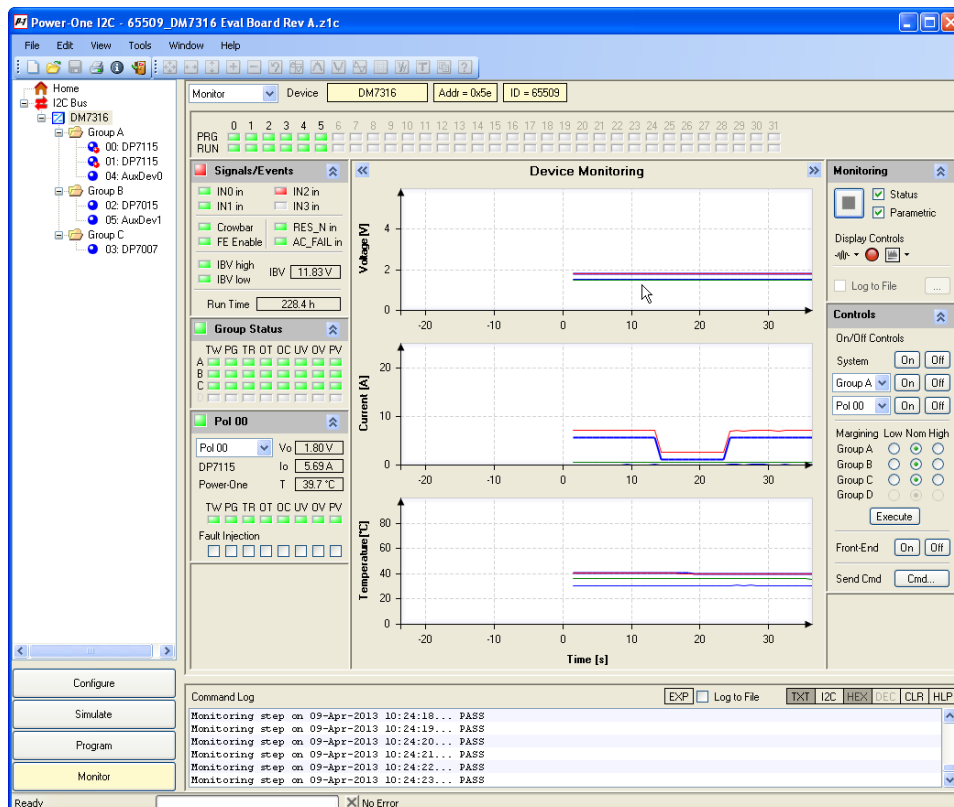 Power-One I2C - 65509_DM7316 Eval Board Rev A.z1c
File Edit View Tools Window Help
Home
I2C Bus
DM7316
Group A
00: DP7115
01: DP7115
04: AuxDev0
Group B
02: DP7015
05: AuxDev1
Group C
03: DP7007
Configure
Simulate
Program
Monitor
Monitor Device DM7316 Addr = 0x5e ID = 65509
0 1 2 3 4 5 6 7 8 9 10 11 12 13 14 15 16 17 18 19 20 21 22 23 24 25 26 27 28 29 30 31
PRG
RUN
Signals/Events
IN0 in IN2 in
IN1 in IN3 in
Crowbar RES_N in
FE Enable AC_FAIL in
IBV high
IBV low
IBV 11.83 V
Run Time 228.4 h
Group Status
TW PG TR OT OC UV OV PV
A
B
C
D
Pol 00
Pol 00 Vo 1.80 V
DP7115 Io 5.69 A
Power-One T 39.7 °C
TW PG TR OT OC UV OV PV
Fault Injection
Device Monitoring
Voltage [V]
4
2
0
-20 -10 0 10 20 30
Current [A]
20
10
0
-20 -10 0 10 20 30
Temperature [°C]
80
60
40
20
0
-20 -10 0 10 20 30
Time [s]
Monitoring
Status
Parametric
Display Controls
Log to File ...
Controls
On/Off Controls
System On Off
Group A On Off
Pol 00 On Off
Margining Low Nom High
Group A
Group B
Group C
Group D
Execute
Front-End On Off
Send Cmd Cmd...
Command Log EXP Log to File TXT I2C HEX DEC CLR HLP
Monitoring step on 09-Apr-2013 10:24:18... PASS
Monitoring step on 09-Apr-2013 10:24:19... PASS
Monitoring step on 09-Apr-2013 10:24:20... PASS
Monitoring step on 09-Apr-2013 10:24:21... PASS
Monitoring step on 09-Apr-2013 10:24:22... PASS
Monitoring step on 09-Apr-2013 10:24:23... PASS
Ready No Error